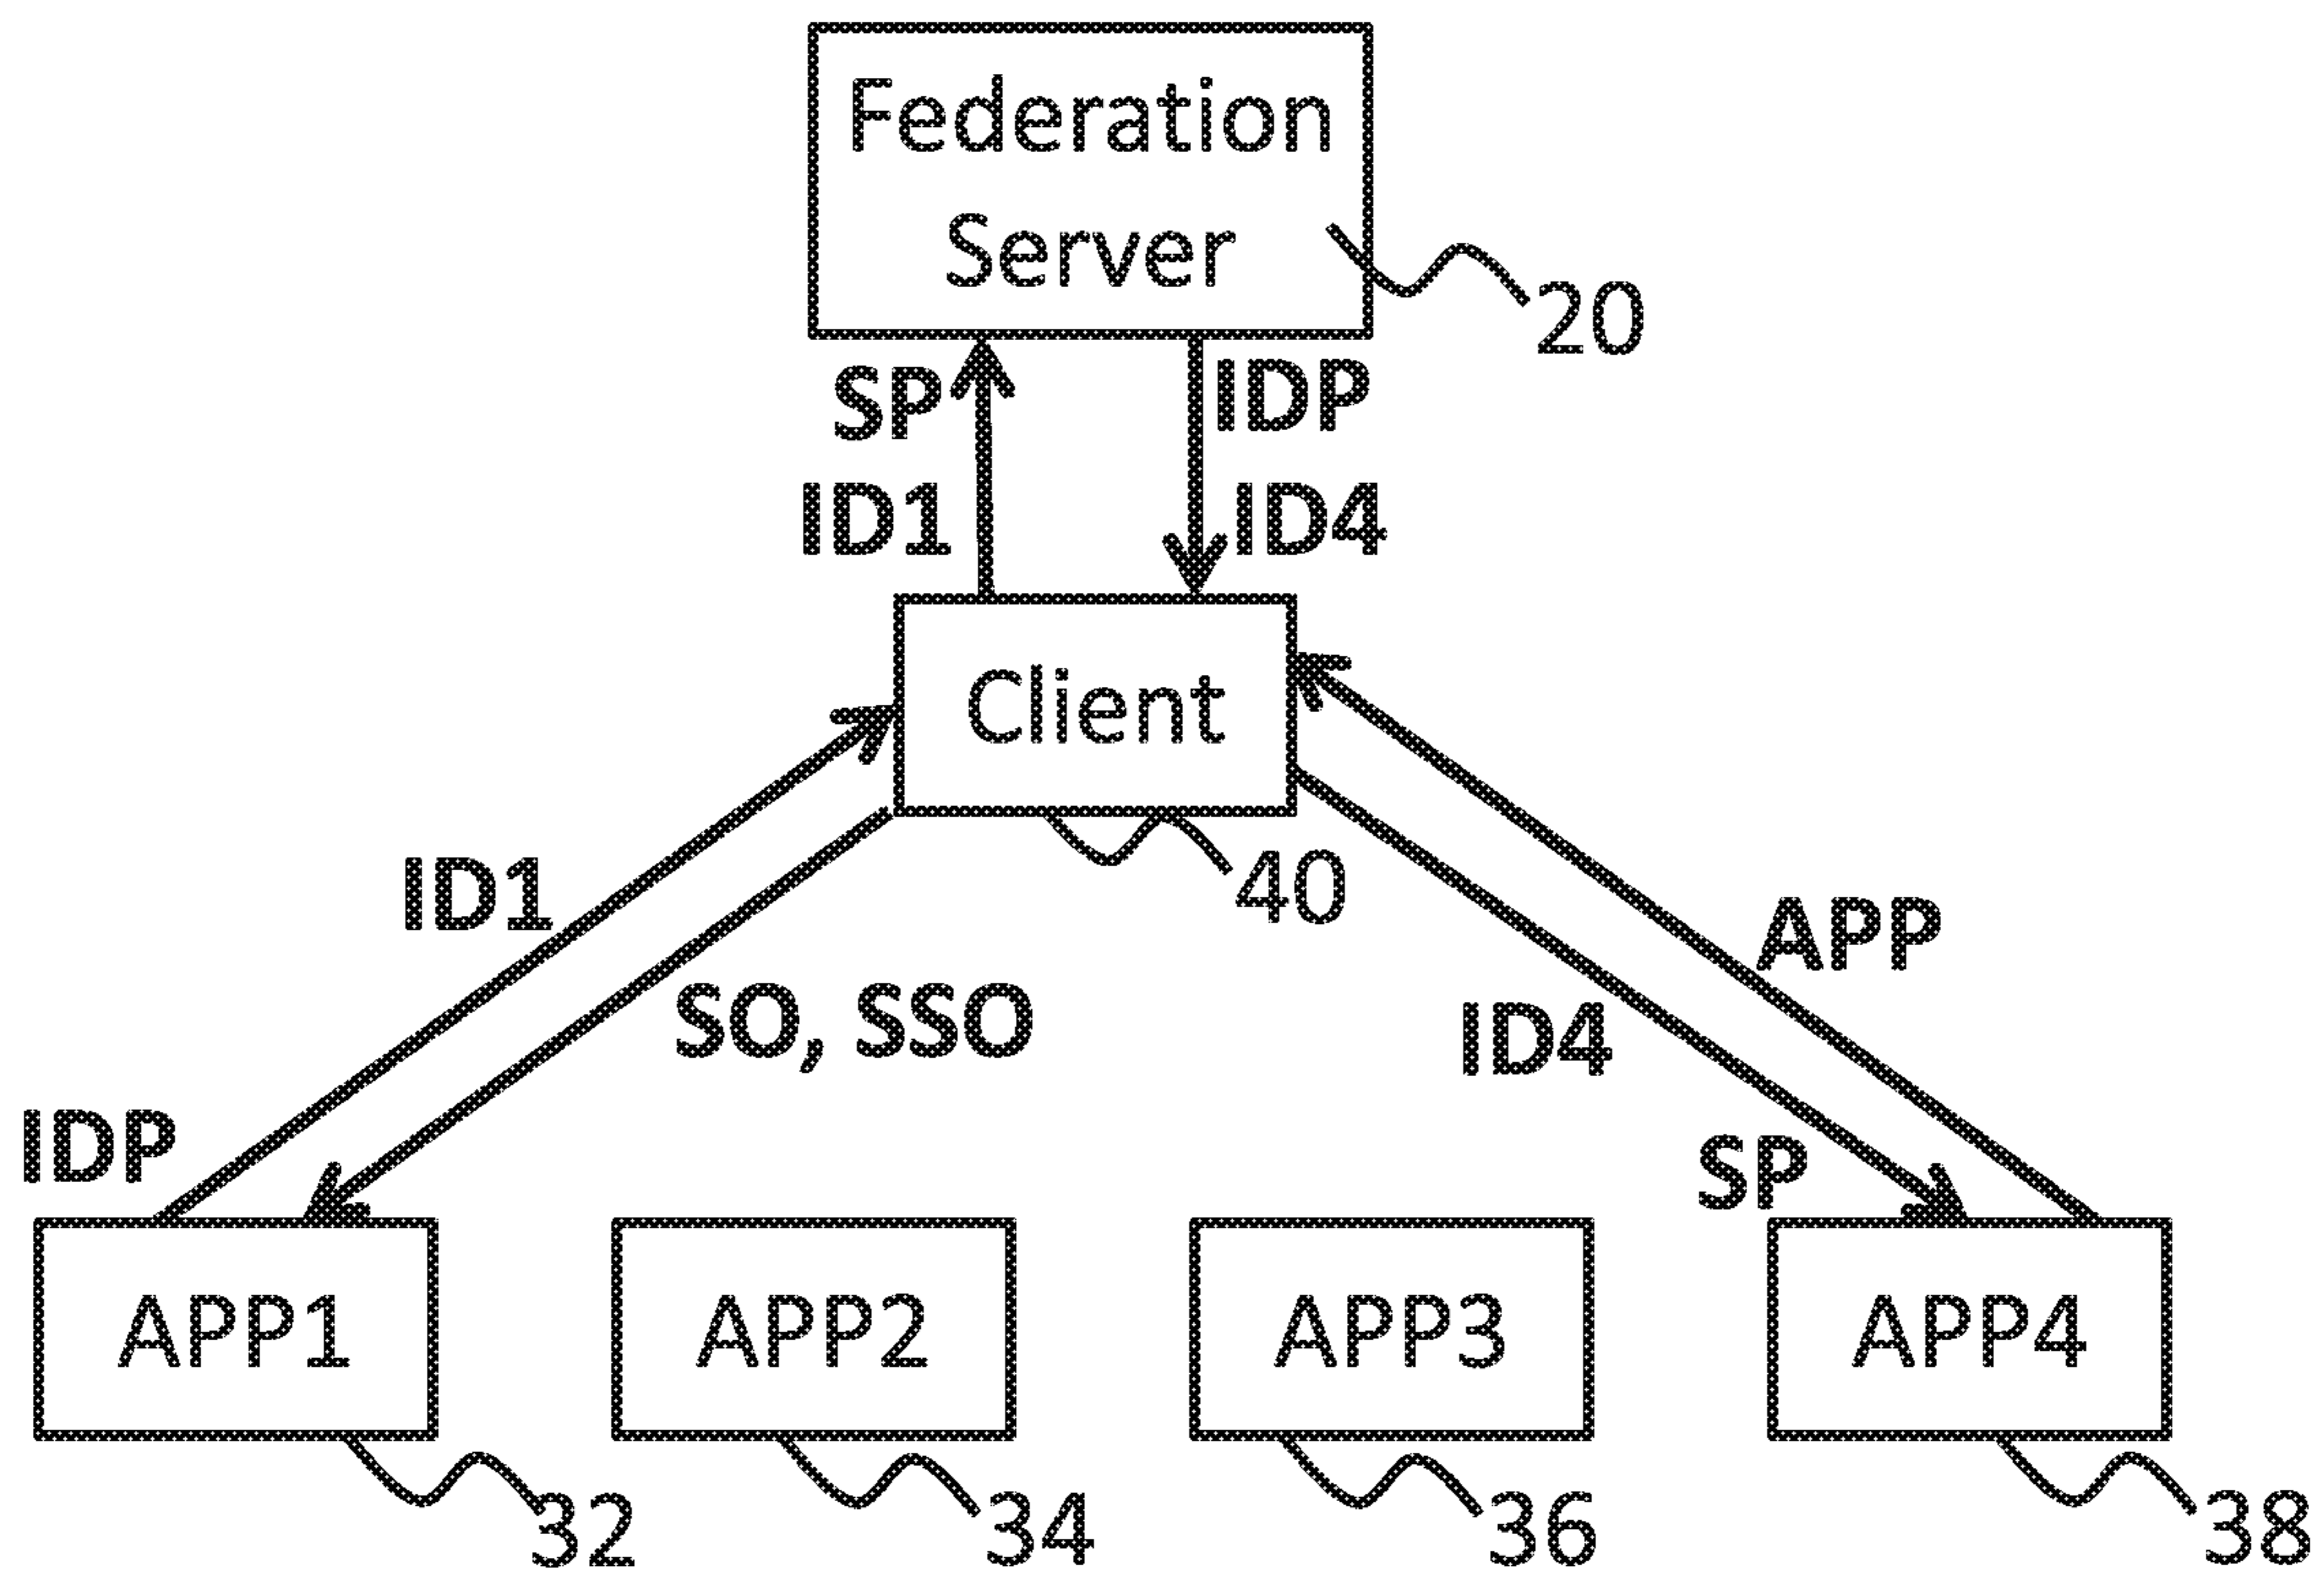 Federation
Server
20
SP
IDP
ID1
ID4
Client
40
ID1
APP
SO, SSO
ID4
IDP
SP
APP1
APP2
APP3
APP4
32
34
36
38